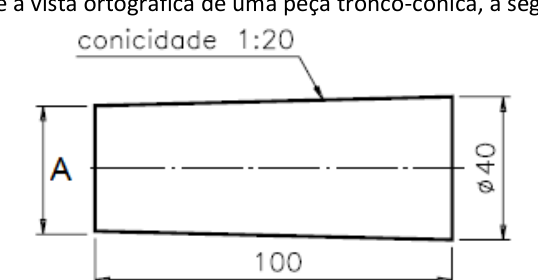 e a vista ortográfica de uma peça tronco-cônica, a seg
conicidade 1:20
A
ø40
100